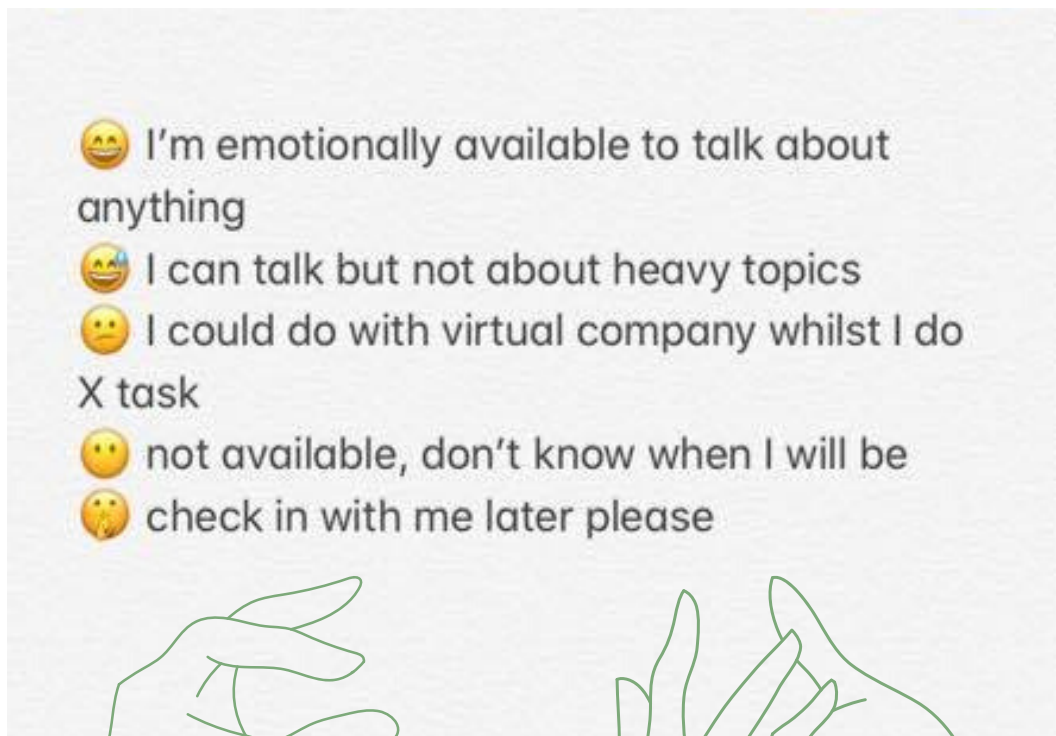 😄 I’m emotionally available to talk about
anything
😅 I can talk but not about heavy topics
😕 I could do with virtual company whilst I do
X task
😶 not available, don’t know when I will be
🤫 check in with me later please